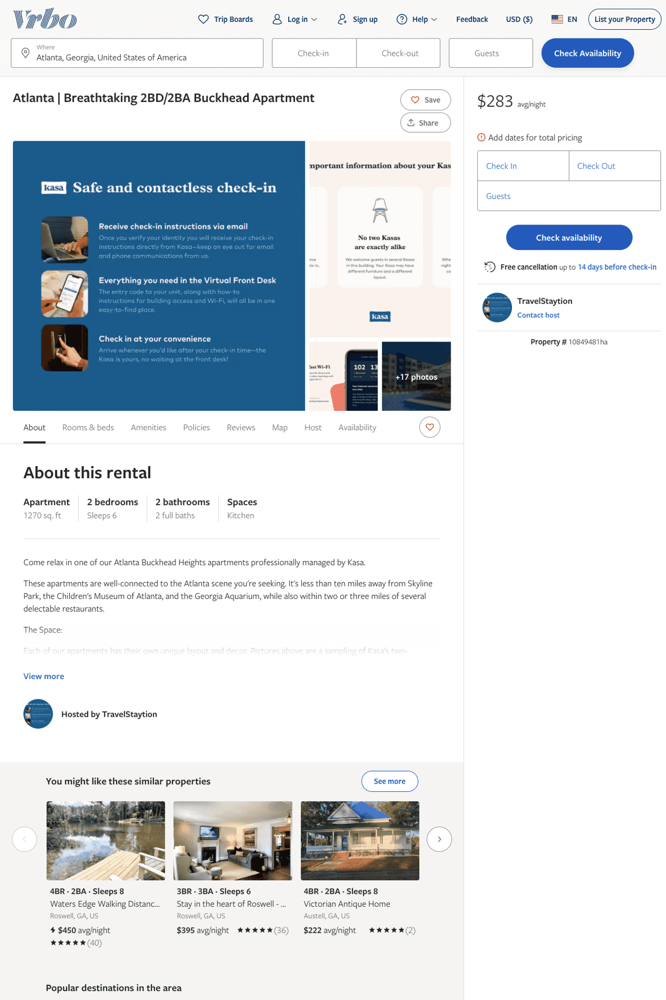 Vrbo
Trip Boards
Log in
Sign up
Help
Feedback
USD ($)
EN
List your Property
Where
Atlanta, Georgia, United States of America
Check-in
Check-out
Guests
Check Availability
Atlanta | Breathtaking 2BD/2BA Buckhead Apartment
Save
Share
kasa Safe and contactless check-in
Receive check-in instructions via email
Once you verify your identity you will receive your check-in
instructions directly from Kasa—keep an eye out for email
and phone communications from us.
Everything you need in the Virtual Front Desk
The entry code to your unit, along with how-to
instructions for building access and Wi-Fi, will all be in one
easy-to-find place.
Check in at your convenience
Arrive whenever you'd like after your check-in time—the
Kasa is yours, no waiting at the front desk!
mportant information about your Kas
No two Kasas
are exactly alike
We welcome guests in several Kasas
in this building. Your Kasa may have
different furniture and a different
layout.
nce
ck-in,
Whe
night
co
kasa
fast Wi-Fi
102 13
Your internet connecti
very fast.
+17 photos
About
Rooms & beds
Amenities
Policies
Reviews
Map
Host
Availability
About this rental
Apartment
1270 sq. ft
2 bedrooms
Sleeps 6
2 bathrooms
2 full baths
Spaces
Kitchen
Come relax in one of our Atlanta Buckhead Heights apartments professionally managed by Kasa.
These apartments are well-connected to the Atlanta scene you're seeking. It's less than ten miles away from Skyline
Park, the Children's Museum of Atlanta, and the Georgia Aquarium, while also within two or three miles of several
delectable restaurants.
The Space:
Each of our apartments has their own unique layout and decor. Pictures above are a sampling of Kasa's two-
View more
Hosted by TravelStaytion
You might like these similar properties
See more
4BR · 2BA · Sleeps 8
Waters Edge Walking Distanc...
Roswell, GA, US
$450 avg/night
(40)
3BR · 3BA · Sleeps 6
Stay in the heart of Roswell - ...
Roswell, GA, US
$395 avg/night
(36)
4BR · 2BA · Sleeps 8
Victorian Antique Home
Austell, GA, US
$222 avg/night
(2)
Popular destinations in the area
$283 avg/night
Add dates for total pricing
Check In
Check Out
Guests
Check availability
Free cancellation up to 14 days before check-in
TravelStaytion
Contact host
Property # 10849481ha